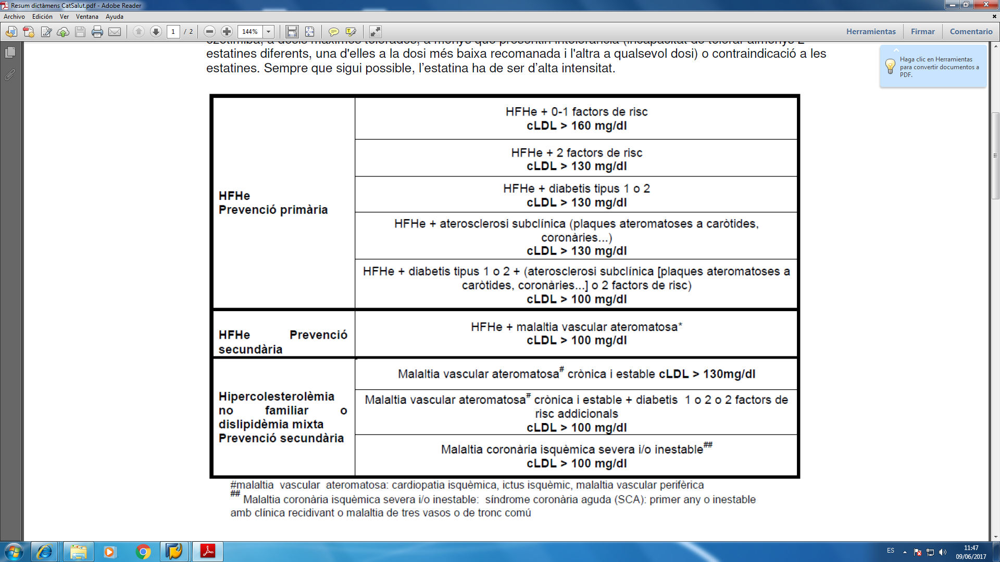 Resum dictàmens CatSalut.pdf - Adobe Reader
Archivo Edición Ver Ventana Ayuda
1 / 2 144% Herramientas Firmar Comentario
estatines diferents, una d'elles a la dosi més baixa recomanada i l'altra a qualsevol dosi) o contraindicació a les
estatines. Sempre que sigui possible, l’estatina ha de ser d’alta intensitat.
Haga clic en Herramientas
para convertir documentos a
PDF.
HFHe
Prevenció primària
HFHe + 0-1 factors de risc
cLDL > 160 mg/dl
HFHe + 2 factors de risc
cLDL > 130 mg/dl
HFHe + diabetis tipus 1 o 2
cLDL > 130 mg/dl
HFHe + aterosclerosi subclínica (plaques ateromatoses a caròtides,
coronàries...)
cLDL > 130 mg/dl
HFHe + diabetis tipus 1 o 2 + (aterosclerosi subclínica [plaques ateromatoses a
caròtides, coronàries...] o 2 factors de risc)
cLDL > 100 mg/dl
HFHe Prevenció
secundària
HFHe + malaltia vascular ateromatosa*
cLDL > 100 mg/dl
Hipercolesterolèmia
no familiar o
dislipidèmia mixta
Prevenció secundària
Malaltia vascular ateromatosa# crònica i estable cLDL > 130mg/dl
Malaltia vascular ateromatosa# crònica i estable + diabetis 1 o 2 o 2 factors de
risc addicionals
cLDL > 100 mg/dl
Malaltia coronària isquèmica severa i/o inestable##
cLDL > 100 mg/dl
#malaltia vascular ateromatosa: cardiopatia isquèmica, ictus isquèmic, malaltia vascular perifèrica
## Malaltia coronària isquèmica severa i/o inestable: síndrome coronària aguda (SCA): primer any o inestable
amb clínica recidivant o malaltia de tres vasos o de tronc comú
ES
11:47
09/06/2017